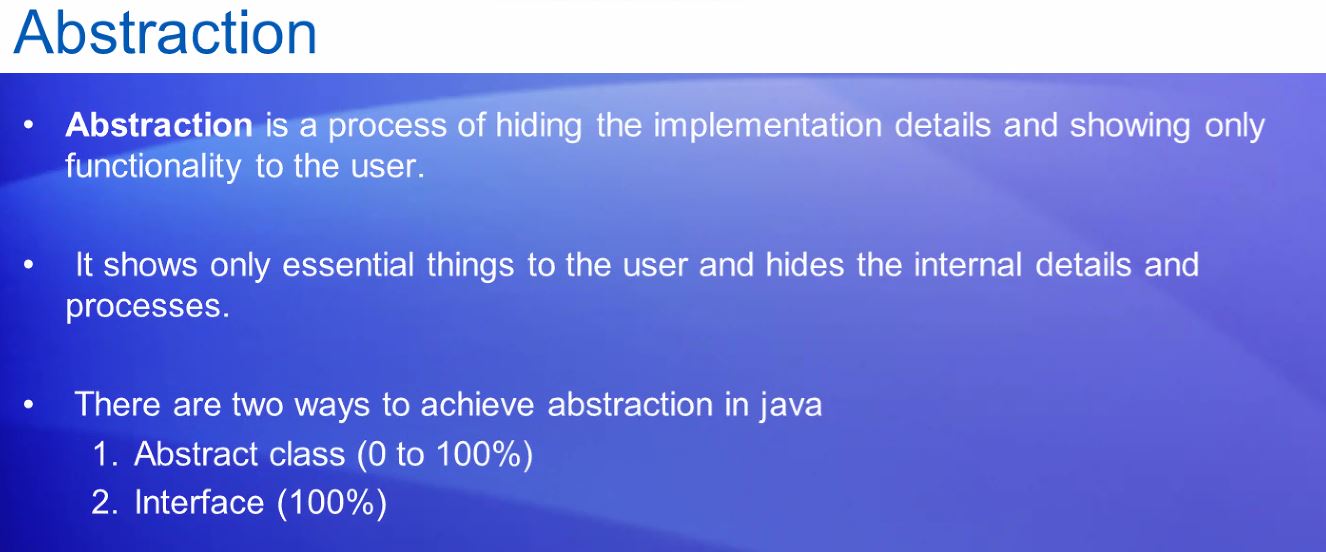 Abstraction
• Abstraction is a process of hiding the implementation details and showing only
functionality to the user.
• It shows only essential things to the user and hides the internal details and
processes.
• There are two ways to achieve abstraction in java
1. Abstract class (0 to 100%)
2. Interface (100%)